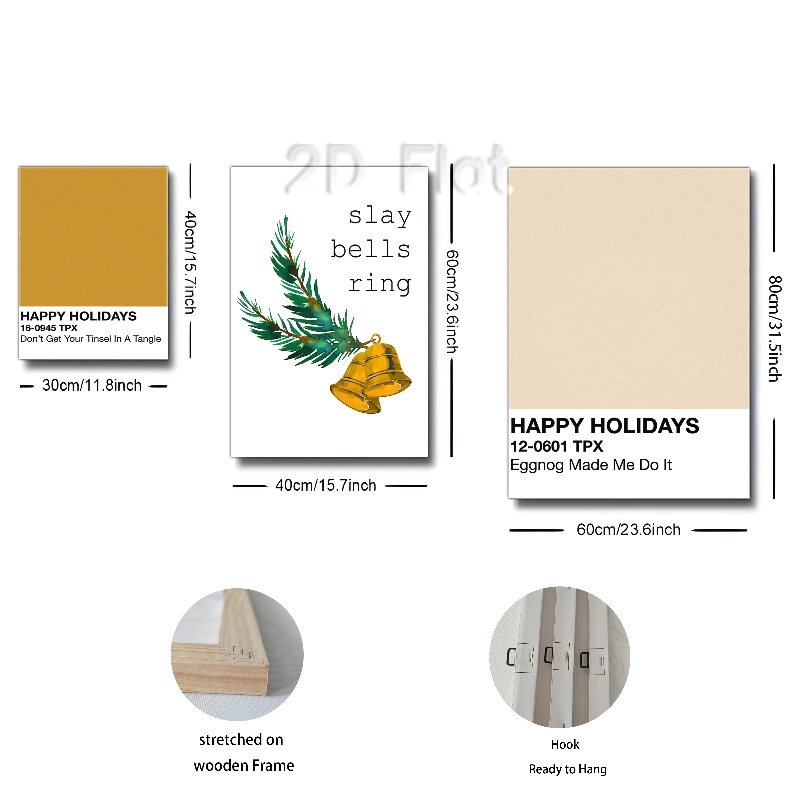 2D Flat
HAPPY HOLIDAYS
16-0945 TPX
Don't Get Your Tinsel In A Tangle
40cm/15.7inch
30cm/11.8inch
slay
bells
ring
60cm/23.6inch
40cm/15.7inch
HAPPY HOLIDAYS
12-0601 TPX
Eggnog Made Me Do It
80cm/31.5inch
60cm/23.6inch
stretched on
wooden Frame
Hook
Ready to Hang